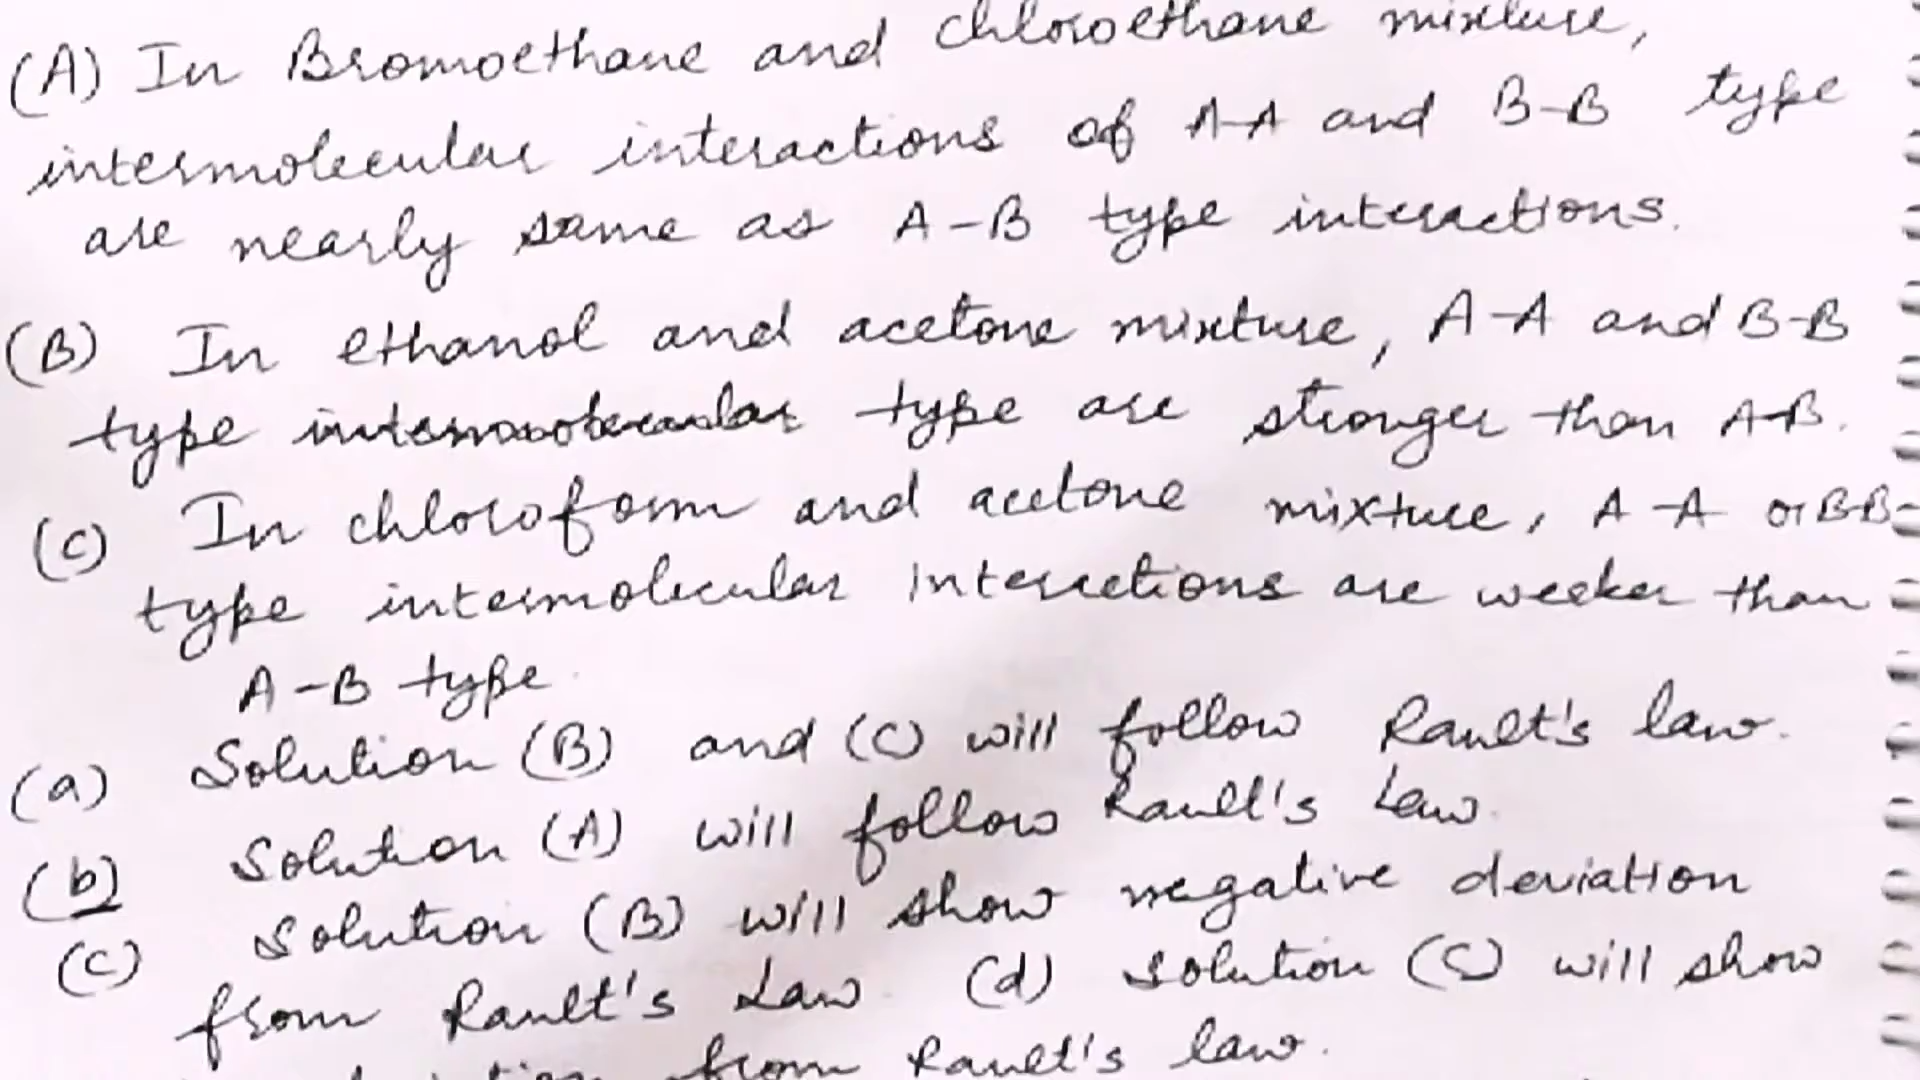 (A) In Bromoethane and chloroethane mixture,
intermolecular interactions of A-A and B-B type
are nearly same as A-B type interactions.
(B) In ethanol and acetone mixture, A-A and B-B
type intermolecular type are stronger than A-B.
(C) In chloroform and acetone mixture, A-A or B-B
type intermolecular interections are weeker than
A-B type
(a) Solution (B) and (C) will follow Rault's law.
(b) Solution (A) will follow Rault's Law.
(c) Solution (B) will show negative deviation
from Rault's Law. (d) Solution (C) will show
from Rault's law.